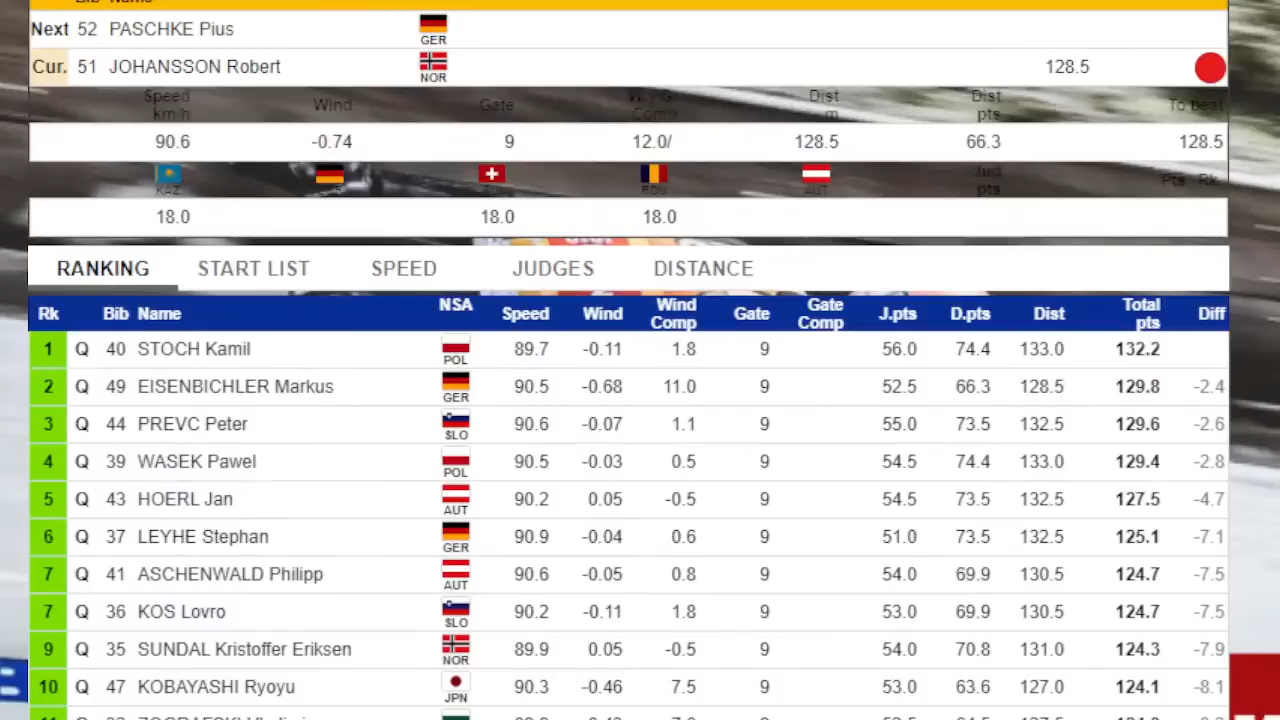 Bib Name
Next 52 PASCHKE Pius GER
Cur. 51 JOHANSSON Robert NOR 128.5
Speed km/h Wind Gate Comp Dist m Dist pts To beat
90.6 -0.74 9 12.0/ 128.5 66.3 128.5
KAZ ROU AUT Jud pts Pts Rk
18.0 18.0 18.0
RANKING START LIST SPEED JUDGES DISTANCE
Rk Bib Name NSA Speed Wind Wind Comp Gate Gate Comp J.pts D.pts Dist Total pts Diff
1 Q 40 STOCH Kamil POL 89.7 -0.11 1.8 9 56.0 74.4 133.0 132.2
2 Q 49 EISENBICHLER Markus GER 90.5 -0.68 11.0 9 52.5 66.3 128.5 129.8 -2.4
3 Q 44 PREVC Peter SLO 90.6 -0.07 1.1 9 55.0 73.5 132.5 129.6 -2.6
4 Q 39 WASEK Pawel POL 90.5 -0.03 0.5 9 54.5 74.4 133.0 129.4 -2.8
5 Q 43 HOERL Jan AUT 90.2 0.05 -0.5 9 54.5 73.5 132.5 127.5 -4.7
6 Q 37 LEYHE Stephan GER 90.9 -0.04 0.6 9 51.0 73.5 132.5 125.1 -7.1
7 Q 41 ASCHENWALD Philipp AUT 90.6 -0.05 0.8 9 54.0 69.9 130.5 124.7 -7.5
7 Q 36 KOS Lovro SLO 90.2 -0.11 1.8 9 53.0 69.9 130.5 124.7 -7.5
9 Q 35 SUNDAL Kristoffer Eriksen NOR 89.9 0.05 -0.5 9 54.0 70.8 131.0 124.3 -7.9
10 Q 47 KOBAYASHI Ryoyu JPN 90.3 -0.46 7.5 9 53.0 63.6 127.0 124.1 -8.1